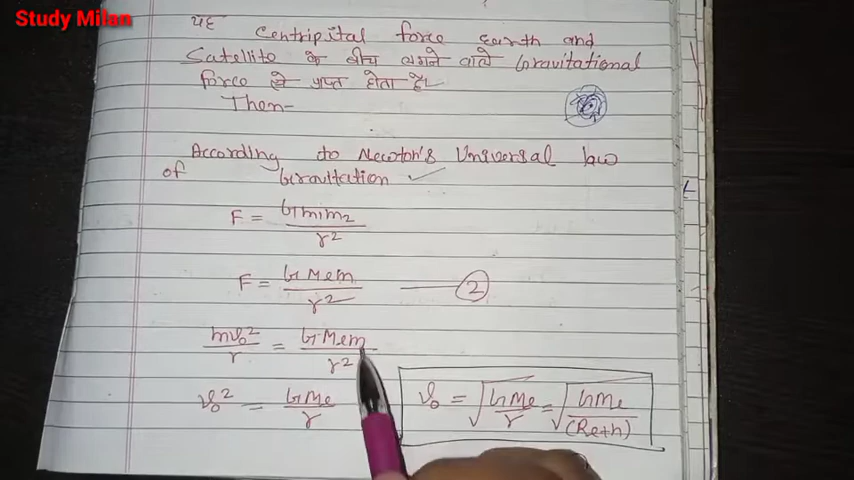 Study Milan
यह Centripital force Earth and
Satellite के बीच लगने वाले Gravitational
force से प्राप्त होता है।
Then-
According to Newton's Universal law
of Gravitation ✓
F = Gm₁m₂/r²
F = GMem/r² —— 2
mv₀²/r = GMem/r²
v₀² = GMe/r v₀ = √(GMe/r) = √(GMe/(Re+h))